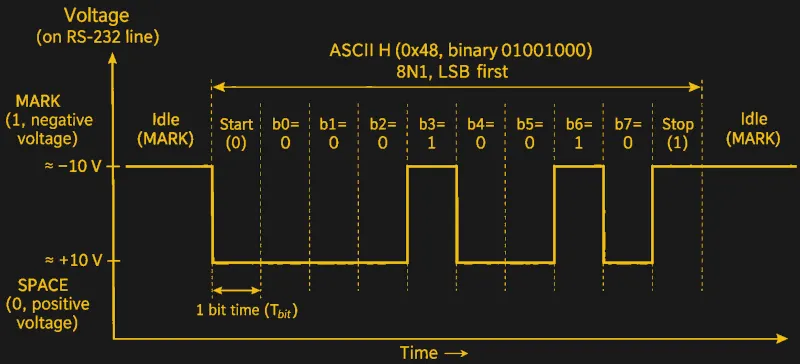 Voltage
(on RS-232 line)
ASCII H (0x48, binary 01001000)
8N1, LSB first
MARK
(1, negative
voltage)
Idle
(MARK)
Start
(0)
b0=
0
b1=
0
b2=
0
b3=
1
b4=
0
b5=
0
b6=
1
b7=
0
Stop
(1)
Idle
(MARK)
≈ −10 V
≈ +10 V
SPACE
(0, positive
voltage)
1 bit time (Tbit)
Time →